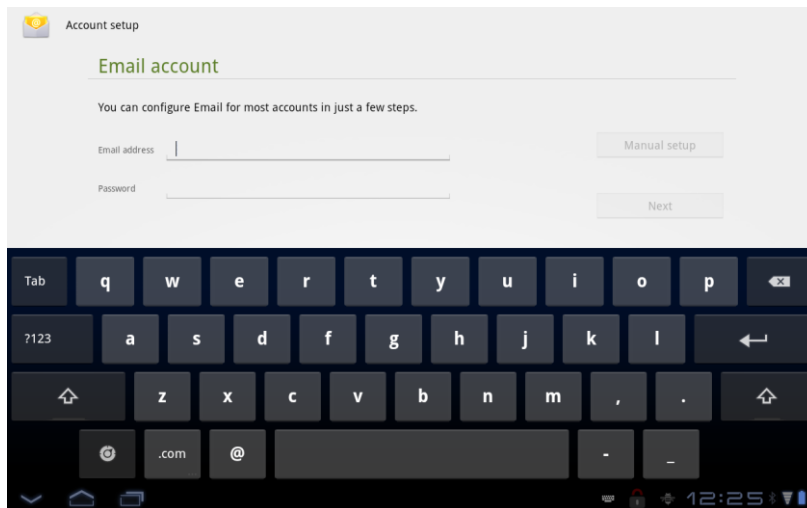 Account setup
Email account
You can configure Email for most accounts in just a few steps.
Email address
Manual setup
Password
Next
Tab q w e r t y u i o p
?123 a s d f g h j k l
z x c v b n m , .
.com @ - _
12:25